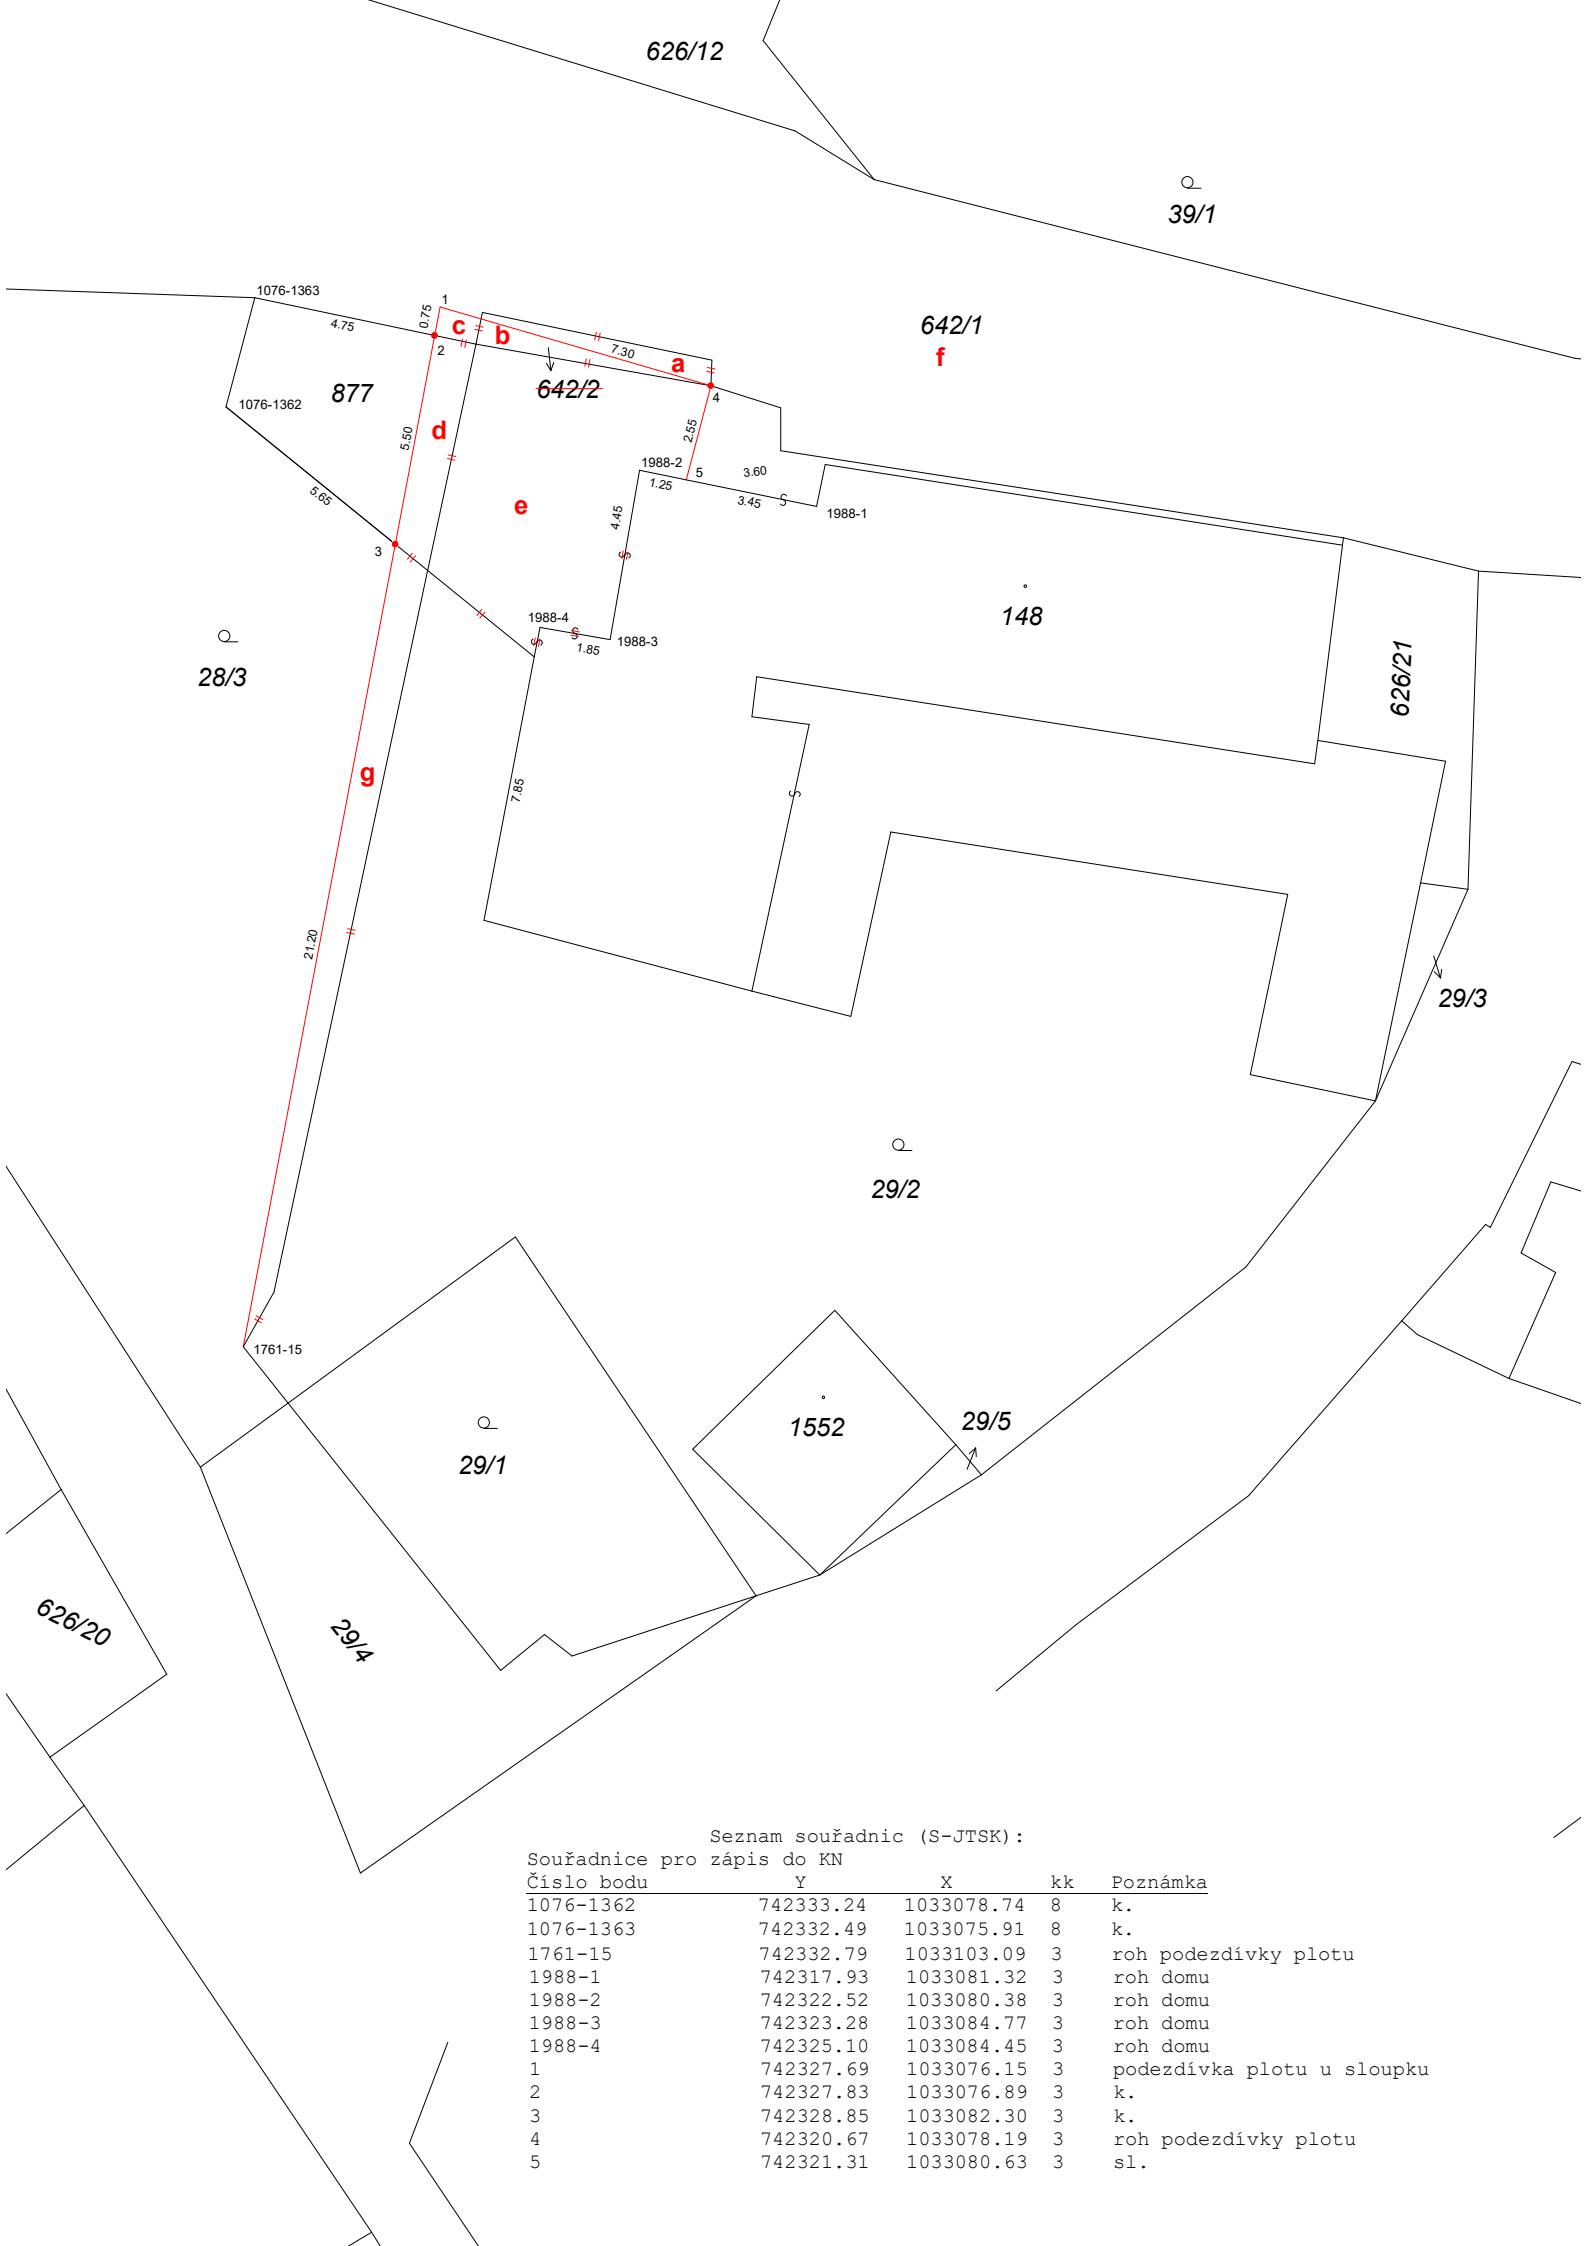 626/12
39/1
1076-1363
1
0.75
c
b
4.75
2
7.30
a
642/1
f
642/2
877
4
1076-1362
d
5.50
2.55
1988-2
5
3.60
1.25
3.45
1988-1
5.65
e
4.45
3
1988-4
1988-3
1.85
148
28/3
626/21
g
7.85
21.20
29/3
29/2
1761-15
29/1
1552
29/5
626/20
29/4
Seznam souřadnic (S-JTSK):
Souřadnice pro zápis do KN
Číslo bodu Y X kk Poznámka
1076-1362 742333.24 1033078.74 8 k.
1076-1363 742332.49 1033075.91 8 k.
1761-15 742332.79 1033103.09 3 roh podezdívky plotu
1988-1 742317.93 1033081.32 3 roh domu
1988-2 742322.52 1033080.38 3 roh domu
1988-3 742323.28 1033084.77 3 roh domu
1988-4 742325.10 1033084.45 3 roh domu
1 742327.69 1033076.15 3 podezdívka plotu u sloupku
2 742327.83 1033076.89 3 k.
3 742328.85 1033082.30 3 k.
4 742320.67 1033078.19 3 roh podezdívky plotu
5 742321.31 1033080.63 3 sl.